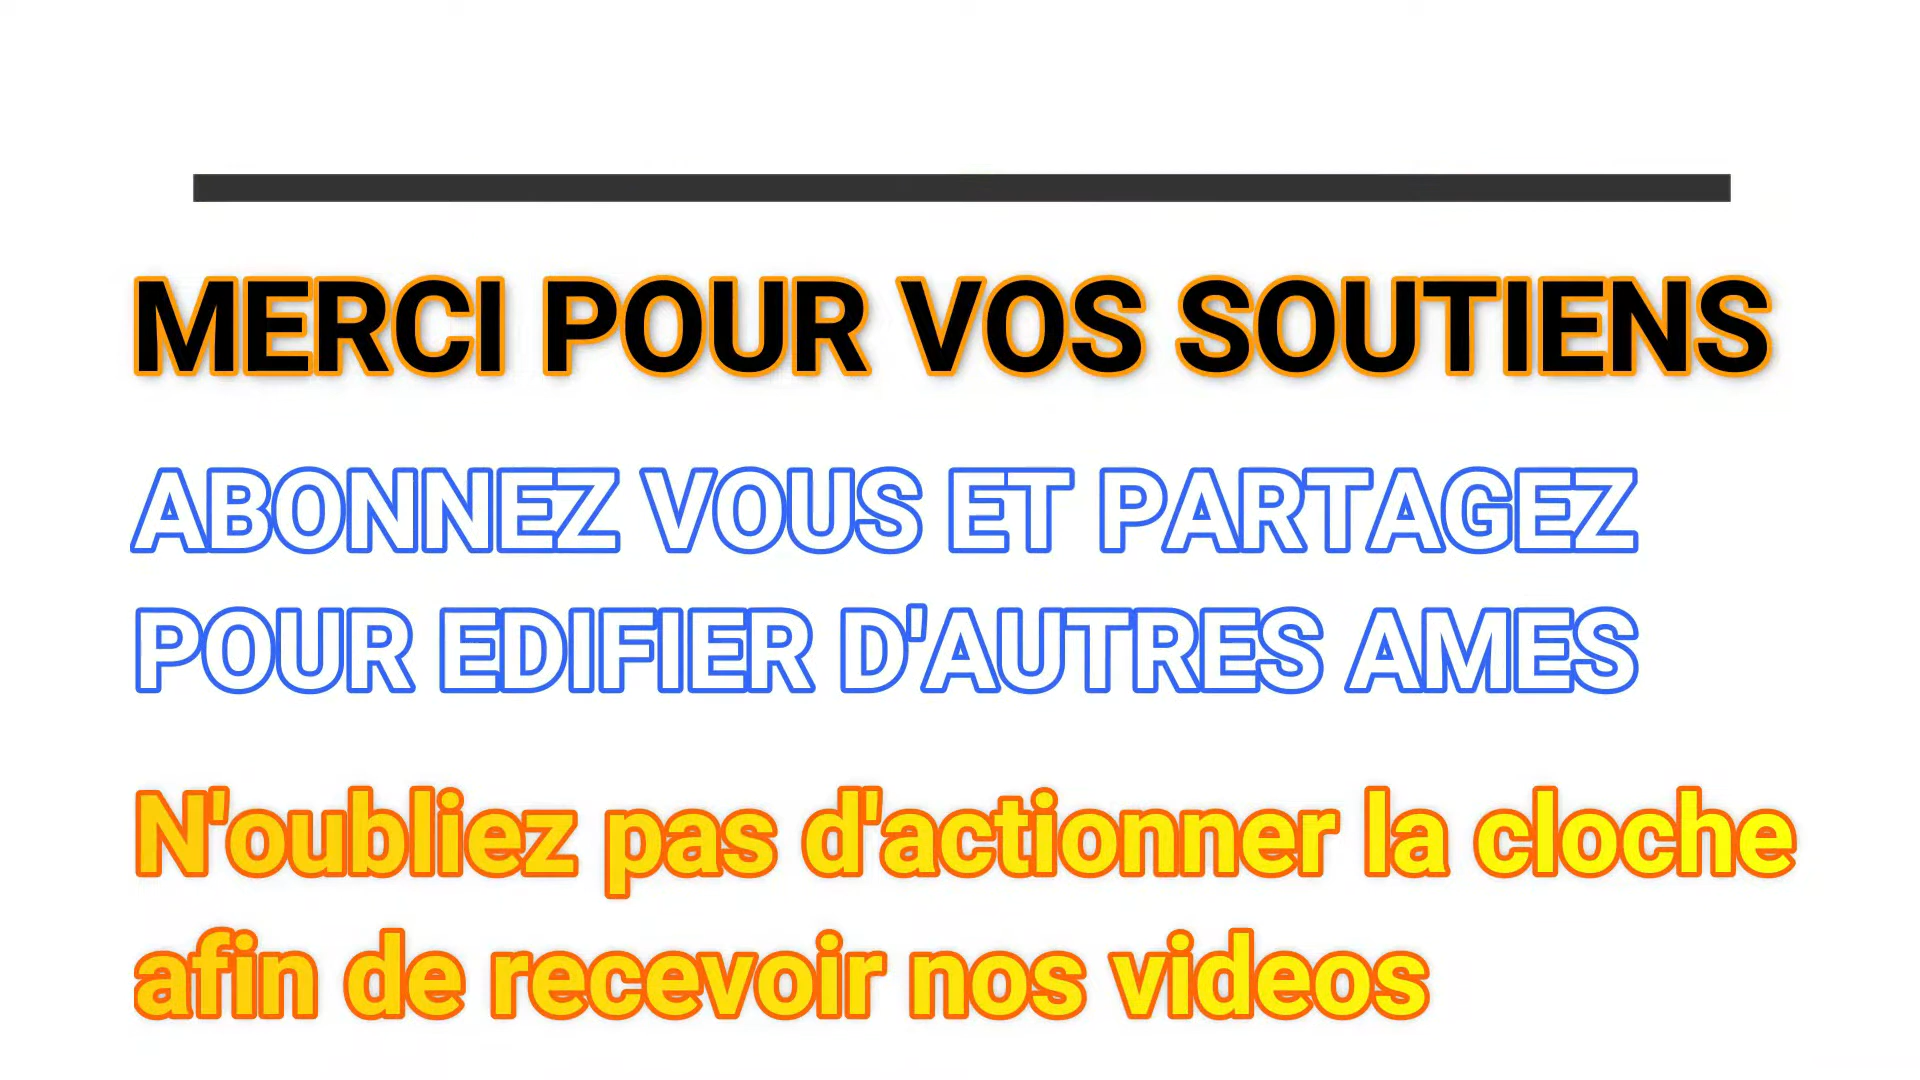 MERCI POUR VOS SOUTIENS
ABONNEZ VOUS ET PARTAGEZ
POUR EDIFIER D'AUTRES AMES
N'oubliez pas d'actionner la cloche
afin de recevoir nos videos